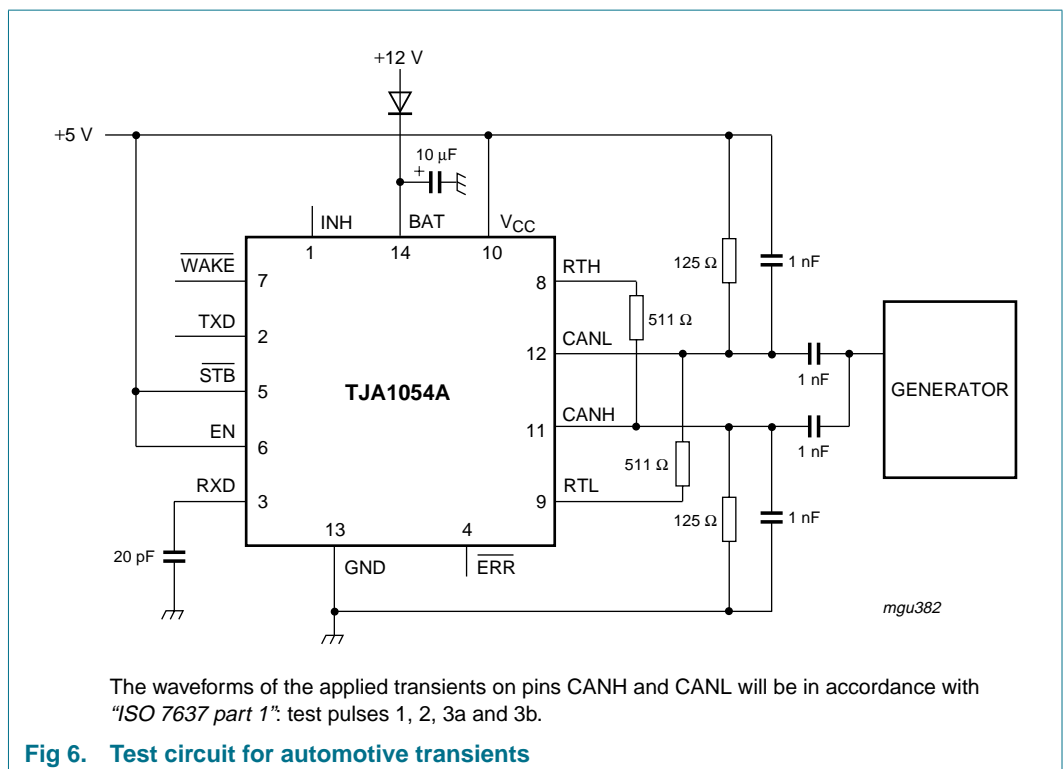 +12 V
+5 V
10 μF
+
INH
BAT
VCC
1
14
10
WAKE
7
RTH
8
125 Ω
1 nF
511 Ω
TXD
2
CANL
12
STB
5
TJA1054A
1 nF
GENERATOR
EN
6
CANH
11
1 nF
511 Ω
RXD
3
RTL
9
125 Ω
1 nF
13
4
20 pF
GND
ERR
mgu382
The waveforms of the applied transients on pins CANH and CANL will be in accordance with
“ISO 7637 part 1”: test pulses 1, 2, 3a and 3b.
Fig 6. Test circuit for automotive transients